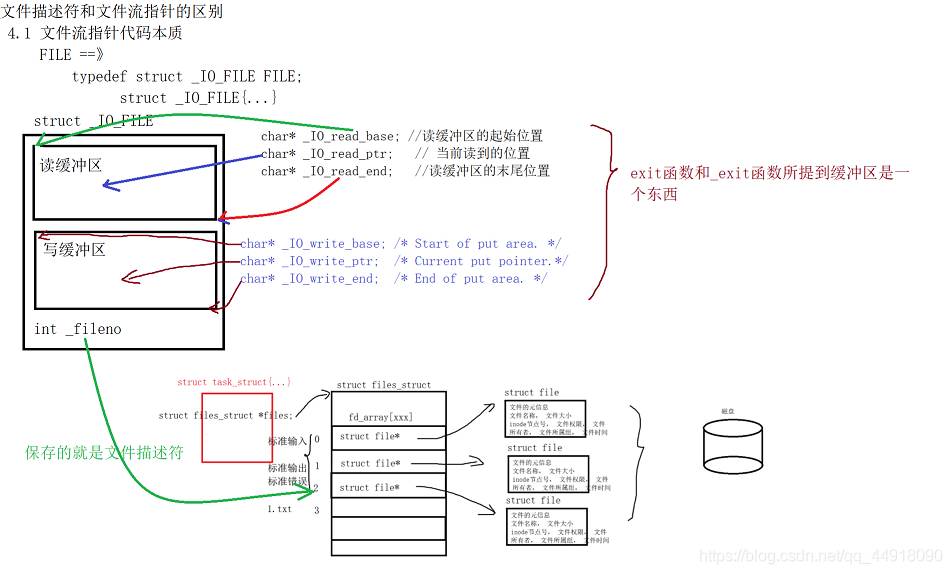 文件描述符和文件流指针的区别
4.1 文件流指针代码本质
FILE ==》
typedef struct _IO_FILE FILE;
struct _IO_FILE{...}
struct _IO_FILE
读缓冲区
char* _IO_read_base; //读缓冲区的起始位置
char* _IO_read_ptr; // 当前读到的位置
char* _IO_read_end; //读缓冲区的末尾位置
exit函数和_exit函数所提到缓冲区是一
个东西
写缓冲区
char* _IO_write_base; /* Start of put area. */
char* _IO_write_ptr; /* Current put pointer.*/
char* _IO_write_end; /* End of put area. */
int _fileno
保存的就是文件描述符
struct task_struct{...}
struct files_struct *files;
struct files_struct
fd_array[xxx]
标准输入 0
struct file*
标准输出 1
struct file*
标准错误 2
struct file*
1.txt 3
struct file
文件的元信息
文件名称, 文件大小
inode节点号, 文件权限, 文件
所有者, 文件所属组, 文件时间
struct file
文件的元信息
文件名称, 文件大小
inode节点号, 文件权限, 文件
所有者, 文件所属组, 文件时间
struct file
文件的元信息
文件名称, 文件大小
inode节点号, 文件权限, 文件
所有者, 文件所属组, 文件时间
磁盘
https://blog.csdn.net/qq_44918090